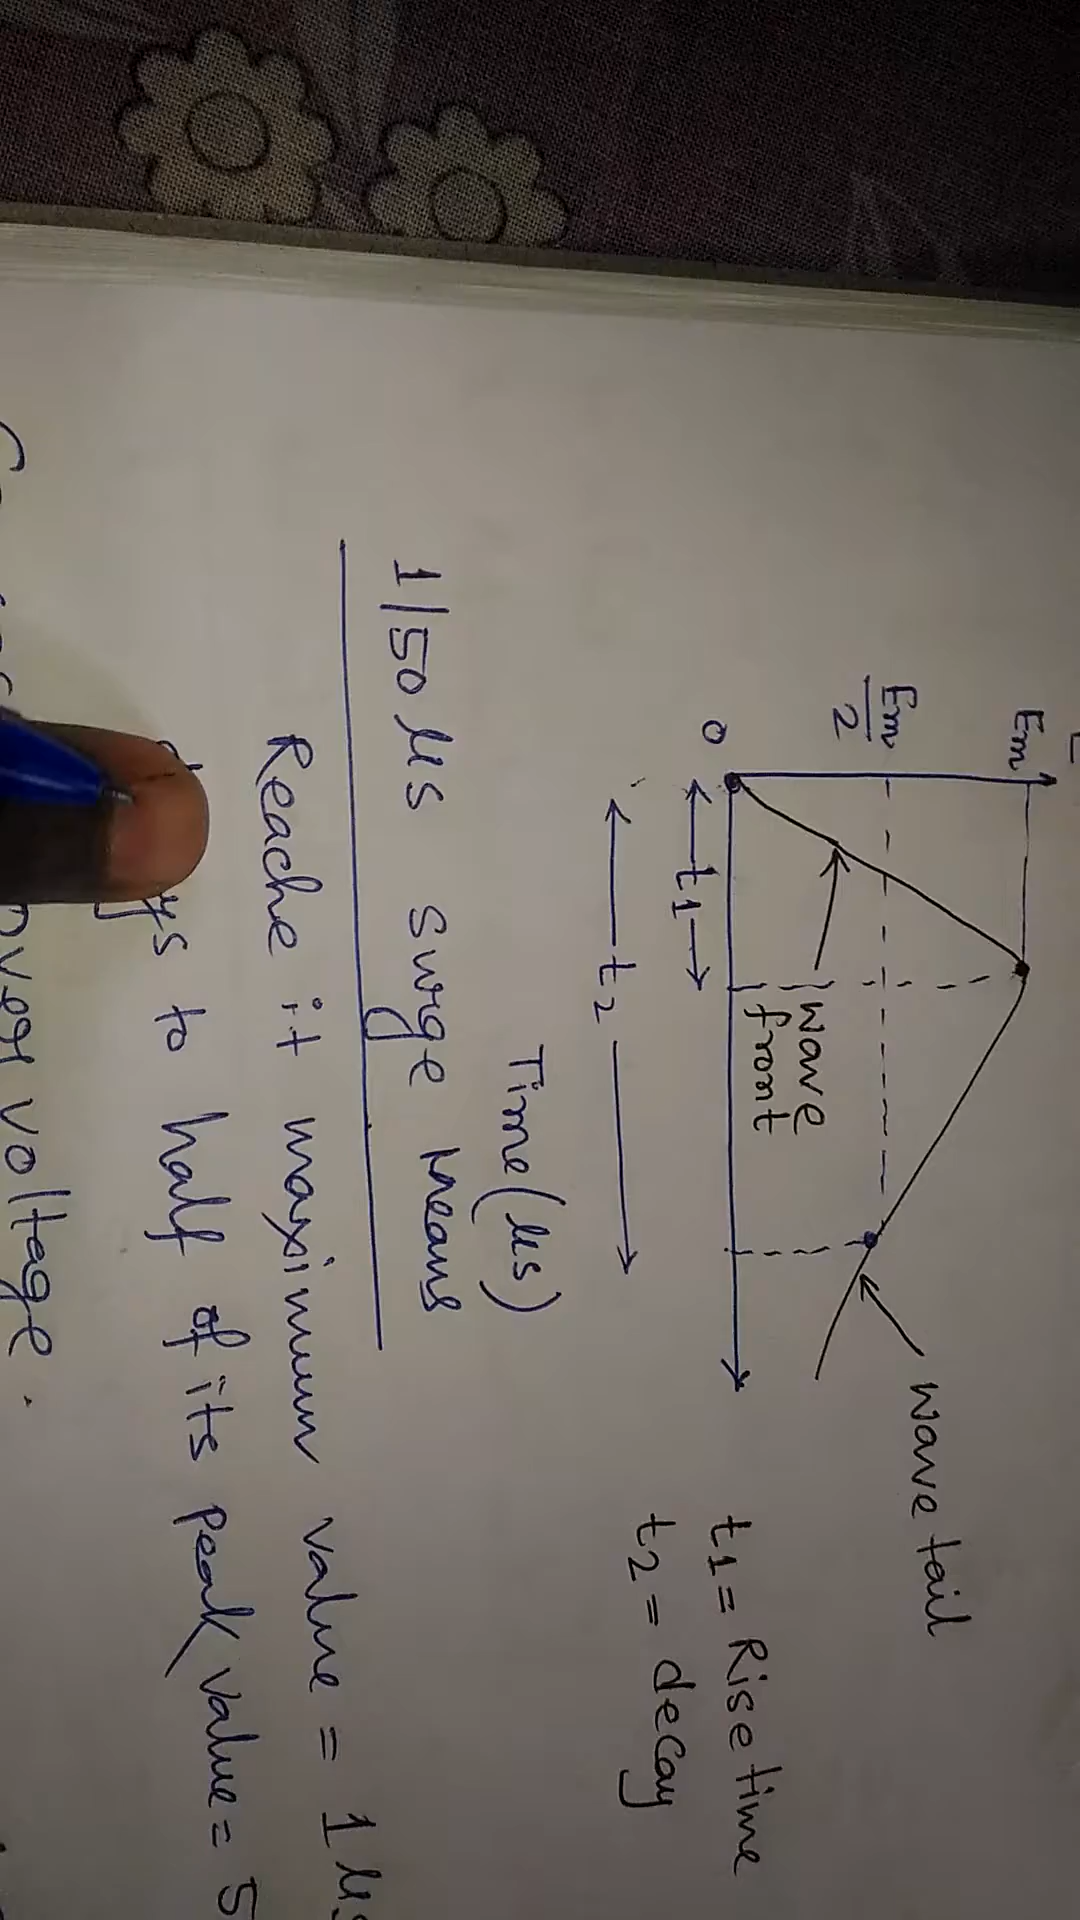 Em
Em
2
0
wave
front
wave tail
t1
t2
t1 = Rise time
t2 = decay
Time (μs)
1/50 μs surge means
Reache it maximum value = 1 μs
to half of its peak value = 5
over voltage.